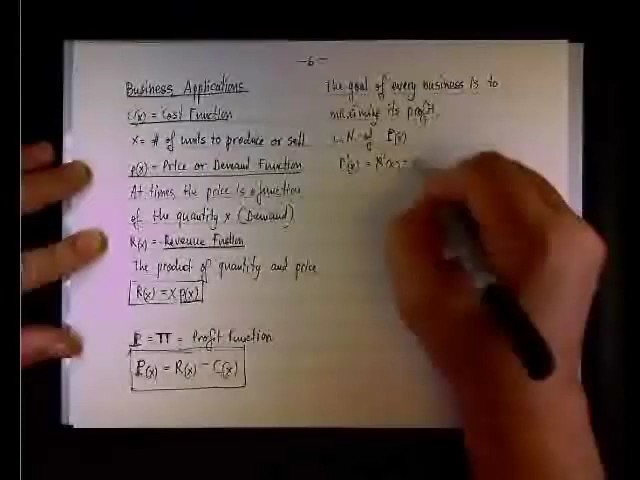 -6-
Business Applications
C(x) = Cost Function
X = # of units to produce or sell
p(x) = Price or Demand Function
At times, the price is a function
of the quantity x (Demand)
R(x) = Revenue Function
The product of quantity and price
R(x) = X p(x)
P = π = Profit Function
P(x) = R(x) - C(x)
The goal of every business is to
its profit.
P(x)
P'(x) = R'(x) -